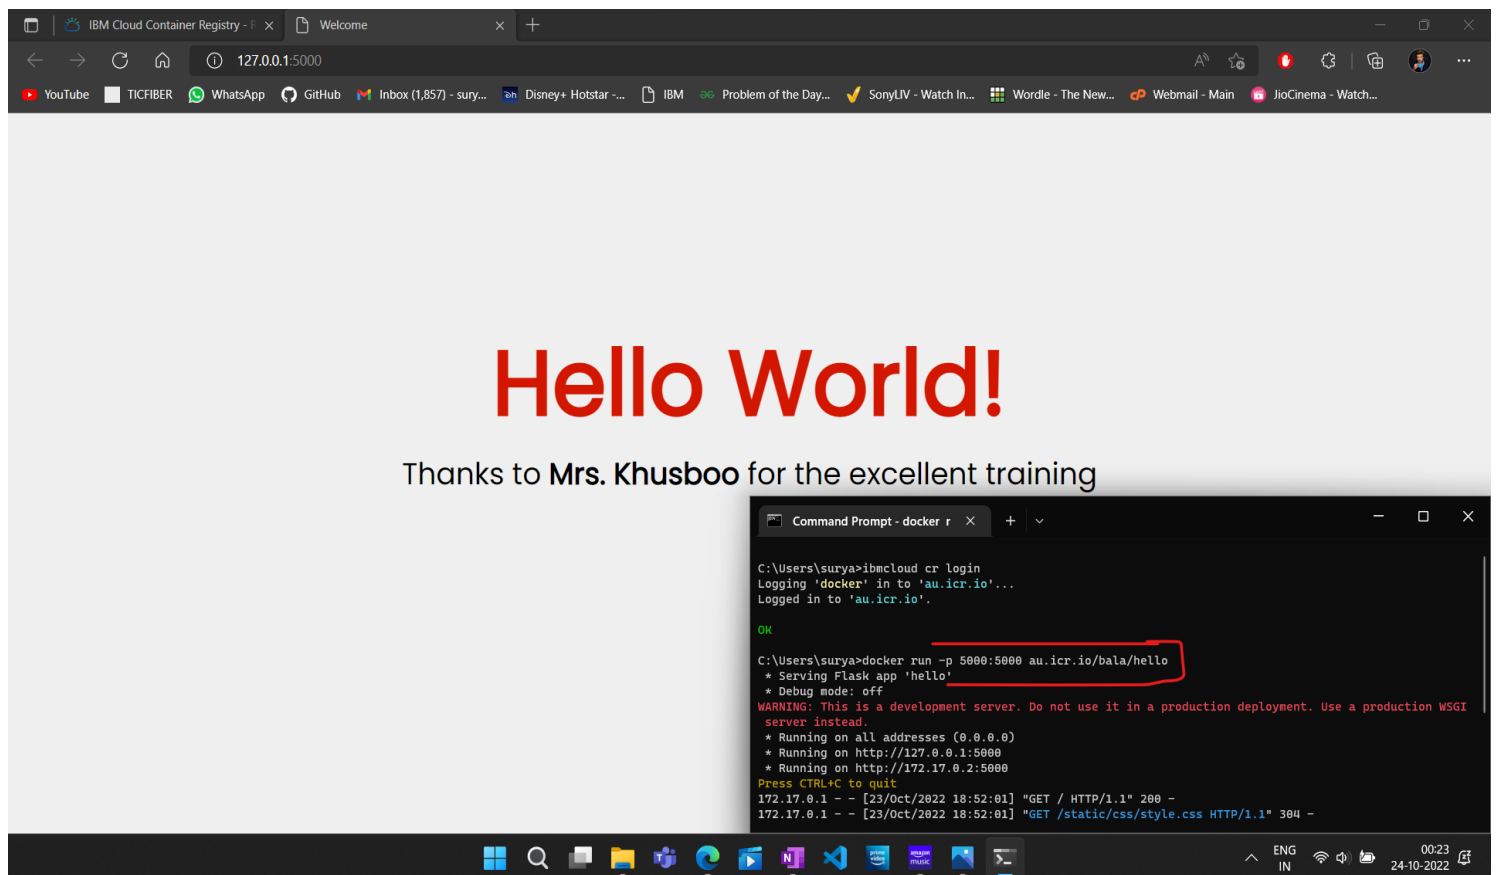 IBM Cloud Container Registry - R
Welcome
127.0.0.1:5000
YouTube
TICFIBER
WhatsApp
GitHub
Inbox (1,857) - sury...
Disney+ Hotstar -...
IBM
Problem of the Day...
SonyLIV - Watch In...
Wordle - The New...
Webmail - Main
JioCinema - Watch...
Hello World!
Thanks to Mrs. Khusboo for the excellent training
Command Prompt - docker r
C:\Users\surya>ibmcloud cr login
Logging 'docker' in to 'au.icr.io'...
Logged in to 'au.icr.io'.
OK
C:\Users\surya>docker run -p 5000:5000 au.icr.io/bala/hello
* Serving Flask app 'hello'
* Debug mode: off
WARNING: This is a development server. Do not use it in a production deployment. Use a production WSGI
server instead.
* Running on all addresses (0.0.0.0)
* Running on http://127.0.0.1:5000
* Running on http://172.17.0.2:5000
Press CTRL+C to quit
172.17.0.1 - - [23/Oct/2022 18:52:01] "GET / HTTP/1.1" 200 -
172.17.0.1 - - [23/Oct/2022 18:52:01] "GET /static/css/style.css HTTP/1.1" 304 -
prime video
amazon music
ENG
IN
00:23
24-10-2022